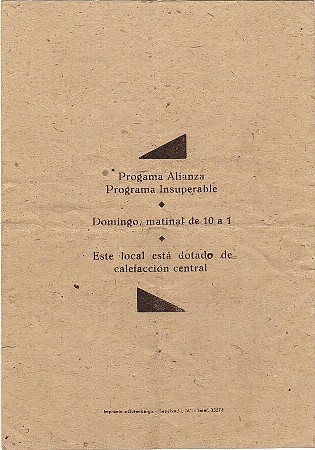 Progama Alianza
Programa Insuperable
Domingo, matinal de 10 a 1
Este local está dotado de
calefacción central